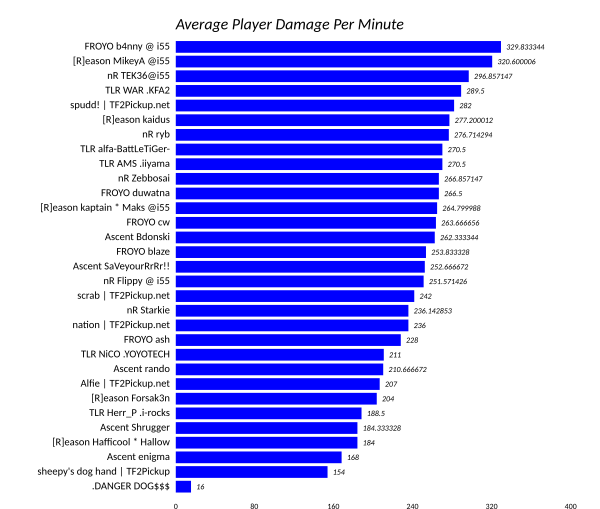 Average Player Damage Per Minute
FROYO b4nny @ i55 329.833344
[R]eason MikeyA @i55 320.600006
nR TEK36@i55 296.857147
TLR WAR .KFA2 289.5
spudd! | TF2Pickup.net 282
[R]eason kaidus 277.200012
nR ryb 276.714294
TLR alfa-BattLeTiGer- 270.5
TLR AMS .iiyama 270.5
nR Zebbosai 266.857147
FROYO duwatna 266.5
[R]eason kaptain * Maks @i55 264.799988
FROYO cw 263.666656
Ascent Bdonski 262.333344
FROYO blaze 253.833328
Ascent SaVeyourRrRr!! 252.666672
nR Flippy @ i55 251.571426
scrab | TF2Pickup.net 242
nR Starkie 236.142853
nation | TF2Pickup.net 236
FROYO ash 228
TLR NiCO .YOYOTECH 211
Ascent rando 210.666672
Alfie | TF2Pickup.net 207
[R]eason Forsak3n 204
TLR Herr_P .i-rocks 188.5
Ascent Shrugger 184.333328
[R]eason Hafficool * Hallow 184
Ascent enigma 168
sheepy's dog hand | TF2Pickup 154
.DANGER DOG$$$ 16
0 80 160 240 320 400